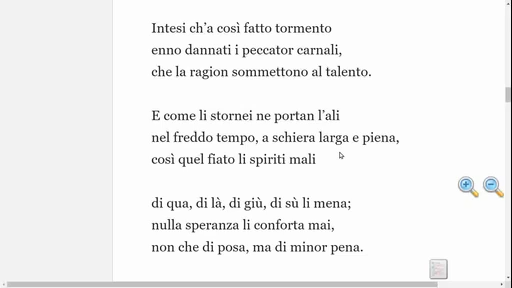 Intesi ch’a così fatto tormento
enno dannati i peccator carnali,
che la ragion sommettono al talento.
E come li stornei ne portan l’ali
nel freddo tempo, a schiera larga e piena,
così quel fiato li spiriti mali
di qua, di là, di giù, di sù li mena;
nulla speranza li conforta mai,
non che di posa, ma di minor pena.